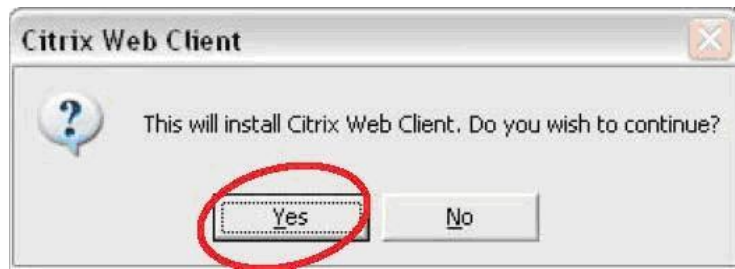 Citrix Web Client
This will install Citrix Web Client. Do you wish to continue?
Yes No